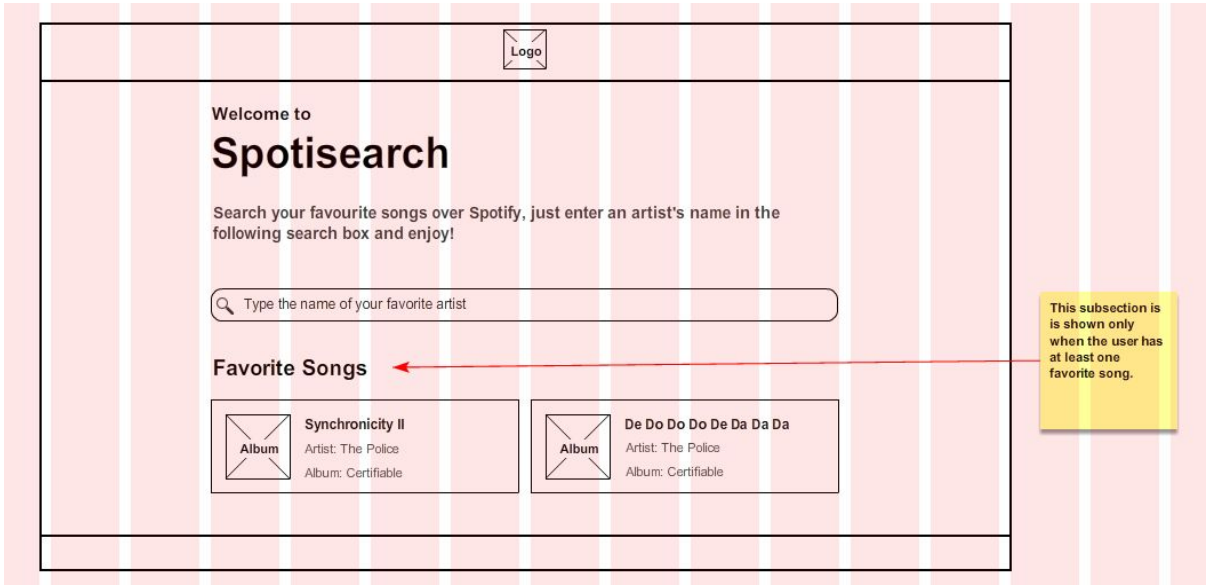 Logo
Welcome to
Spotisearch
Search your favourite songs over Spotify, just enter an artist's name in the
following search box and enjoy!
Type the name of your favorite artist
Favorite Songs
Album
Synchronicity II
Artist: The Police
Album: Certifiable
Album
De Do Do Do De Da Da Da
Artist: The Police
Album: Certifiable
This subsection is
is shown only
when the user has
at least one
favorite song.